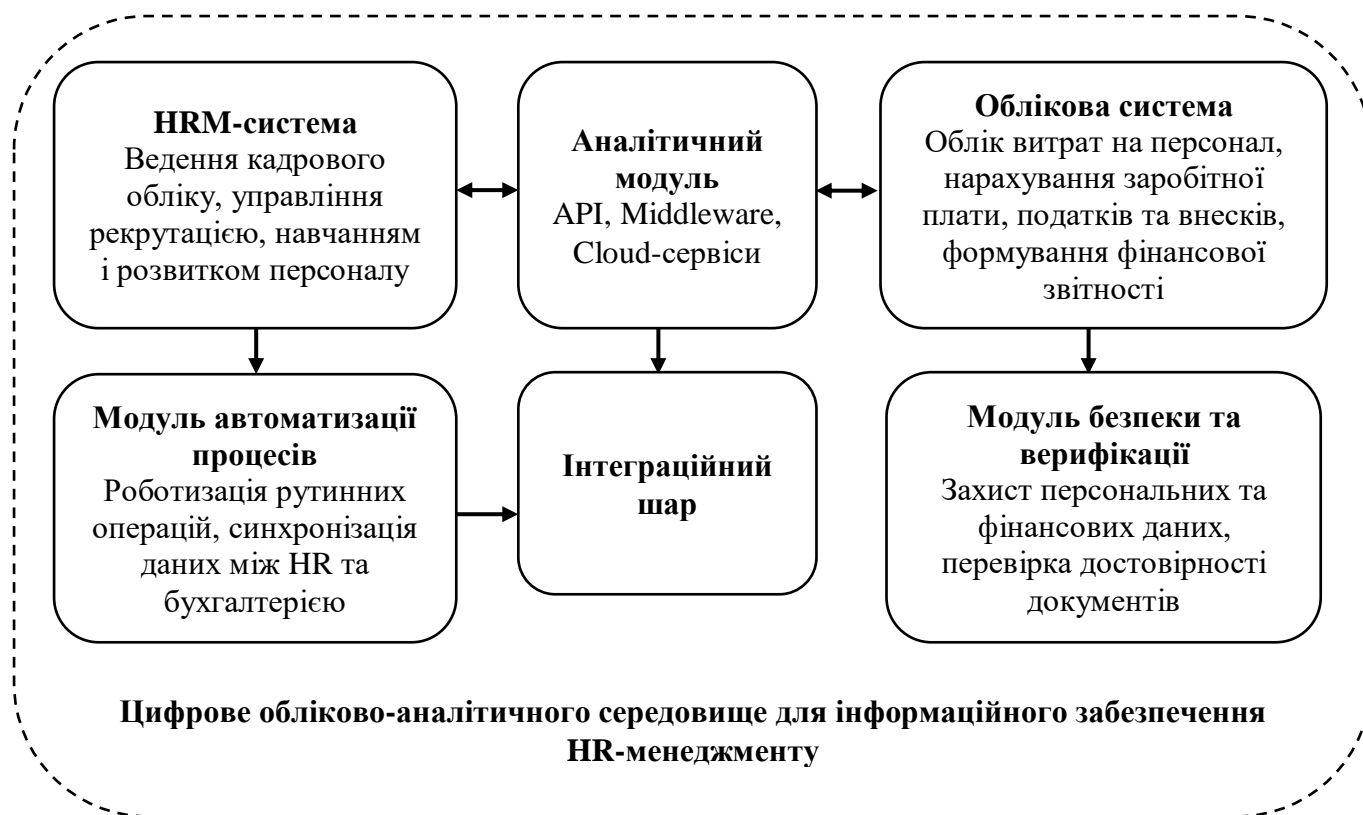 HRM-система
Ведення кадрового
обліку, управління
рекрутацією, навчанням
і розвитком персоналу
Аналітичний
модуль
API, Middleware,
Cloud-сервіси
Облікова система
Облік витрат на персонал,
нарахування заробітної
плати, податків та внесків,
формування фінансової
звітності
Модуль автоматизації
процесів
Роботизація рутинних
операцій, синхронізація
даних між HR та
бухгалтерією
Інтеграційний
шар
Модуль безпеки та
верифікації
Захист персональних та
фінансових даних,
перевірка достовірності
документів
Цифрове обліково-аналітичного середовище для інформаційного забезпечення
HR-менеджменту